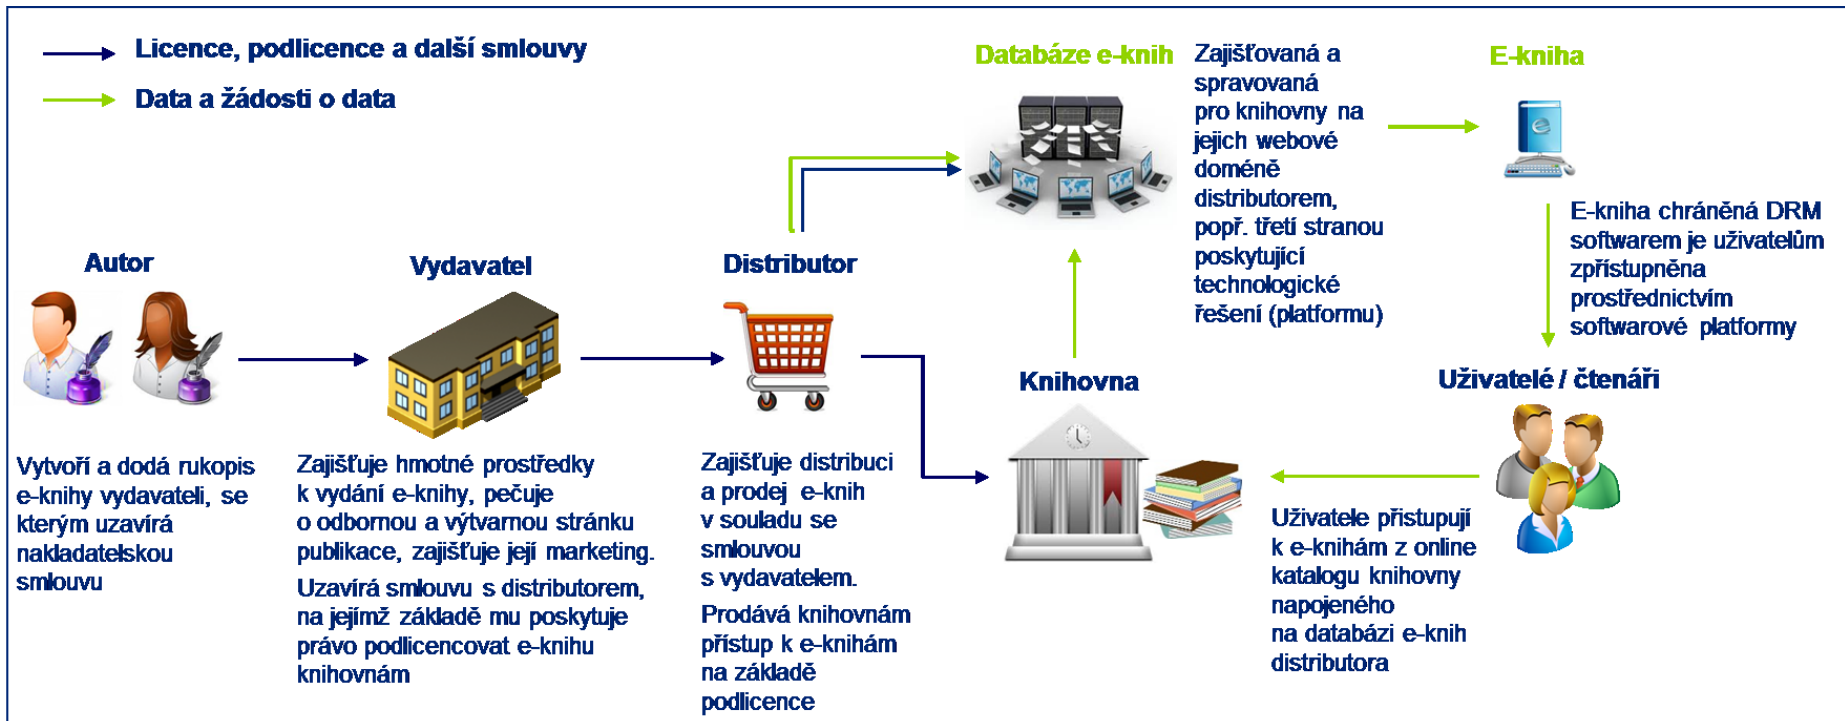 Licence, podlicence a další smlouvy
Data a žádosti o data
Autor
Vytvoří a dodá rukopis
e-knihy vydavateli, se
kterým uzavírá
nakladatelskou
smlouvu
Vydavatel
Zajišťuje hmotné prostředky
k vydání e-knihy, pečuje
o odbornou a výtvarnou stránku
publikace, zajišťuje její marketing.
Uzavírá smlouvu s distributorem,
na jejímž základě mu poskytuje
právo podlicencovat e-knihu
knihovnám
Distributor
Zajišťuje distribuci
a prodej e-knih
v souladu se
smlouvou
s vydavatelem.
Prodává knihovnám
přístup k e-knihám
na základě
podlicence
Databáze e-knih
Zajišťovaná a
spravovaná
pro knihovny na
jejich webové
doméně
distributorem,
popř. třetí stranou
poskytující
technologické
řešení (platformu)
E-kniha
e
E-kniha chráněná DRM
softwarem je uživatelům
zpřístupněna
prostřednictvím
softwarové platformy
Knihovna
Uživatelé / čtenáři
Uživatele přistupují
k e-knihám z online
katalogu knihovny
napojeného
na databázi e-knih
distributora